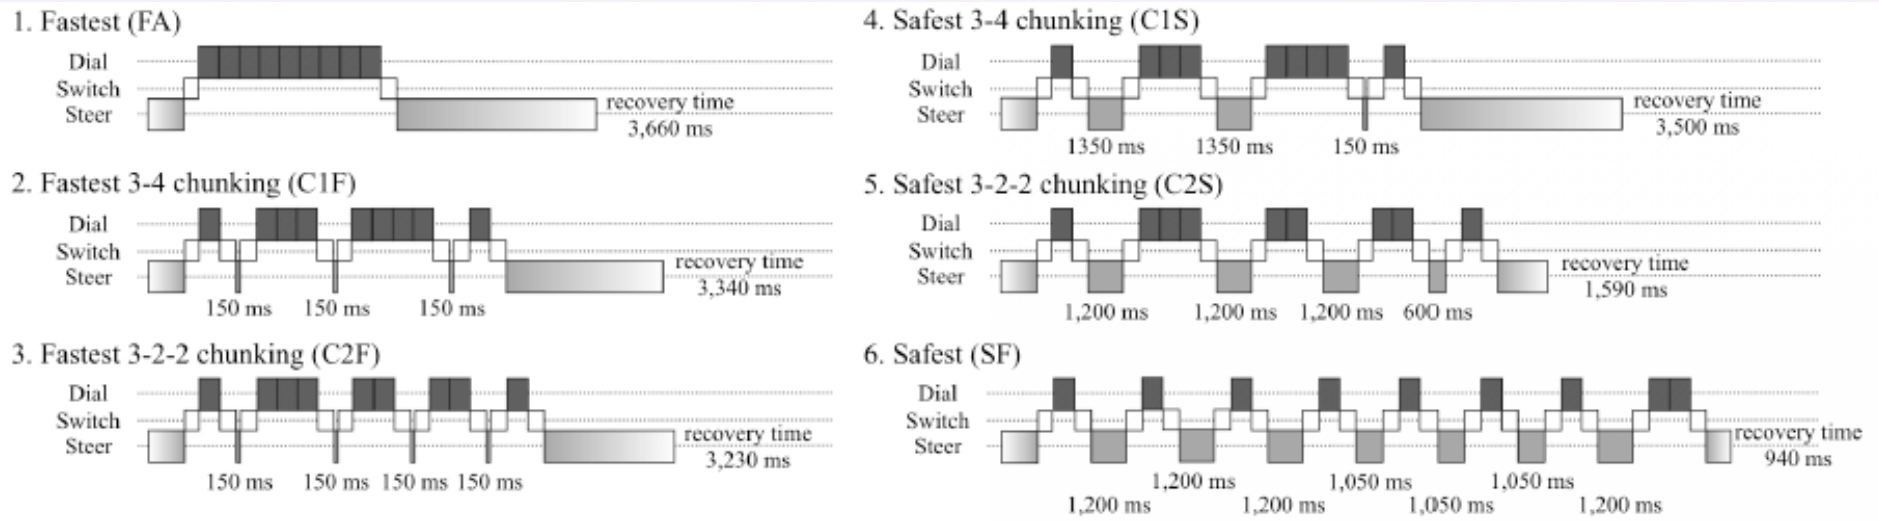 1. Fastest (FA)
Dial
Switch
Steer
recovery time
3,660 ms
2. Fastest 3-4 chunking (C1F)
Dial
Switch
Steer
recovery time
3,340 ms
150 ms 150 ms 150 ms
3. Fastest 3-2-2 chunking (C2F)
Dial
Switch
Steer
recovery time
3,230 ms
150 ms 150 ms 150 ms 150 ms
4. Safest 3-4 chunking (C1S)
Dial
Switch
Steer
recovery time
3,500 ms
1350 ms 1350 ms 150 ms
5. Safest 3-2-2 chunking (C2S)
Dial
Switch
Steer
recovery time
1,590 ms
1,200 ms 1,200 ms 1,200 ms 600 ms
6. Safest (SF)
Dial
Switch
Steer
recovery time
940 ms
1,200 ms 1,050 ms 1,050 ms
1,200 ms 1,200 ms 1,050 ms 1,200 ms